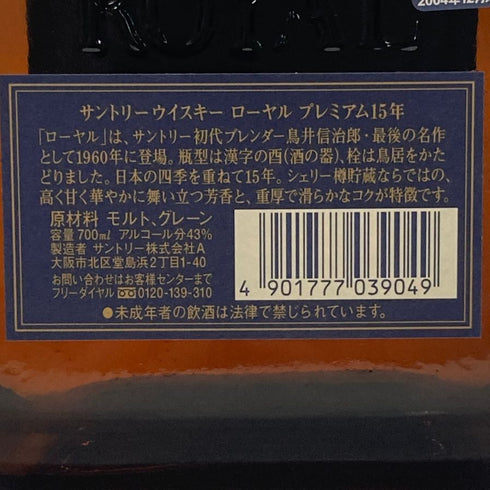 ROYAL
サントリーウイスキー ローヤル プレミアム15年
「ローヤル」は、サントリー初代ブレンダー鳥井信治郎・最後の名作
として1960年に登場。瓶型は漢字の酉(酒の器)、栓は鳥居をかた
どりました。日本の四季を重ねて15年。シェリー樽貯蔵ならではの、
高く甘く華やかに舞い立つ芳香と、重厚で滑らかなコクが特徴です。
原材料 モルト、グレーン
容量 700ml アルコール分43%
製造者 サントリー株式会社A
大阪市北区堂島浜2丁目1-40
お問い合わせはお客様センターまで
フリーダイヤル 0120-139-310
4 901777 039049
●未成年者の飲酒は法律で禁じられています。